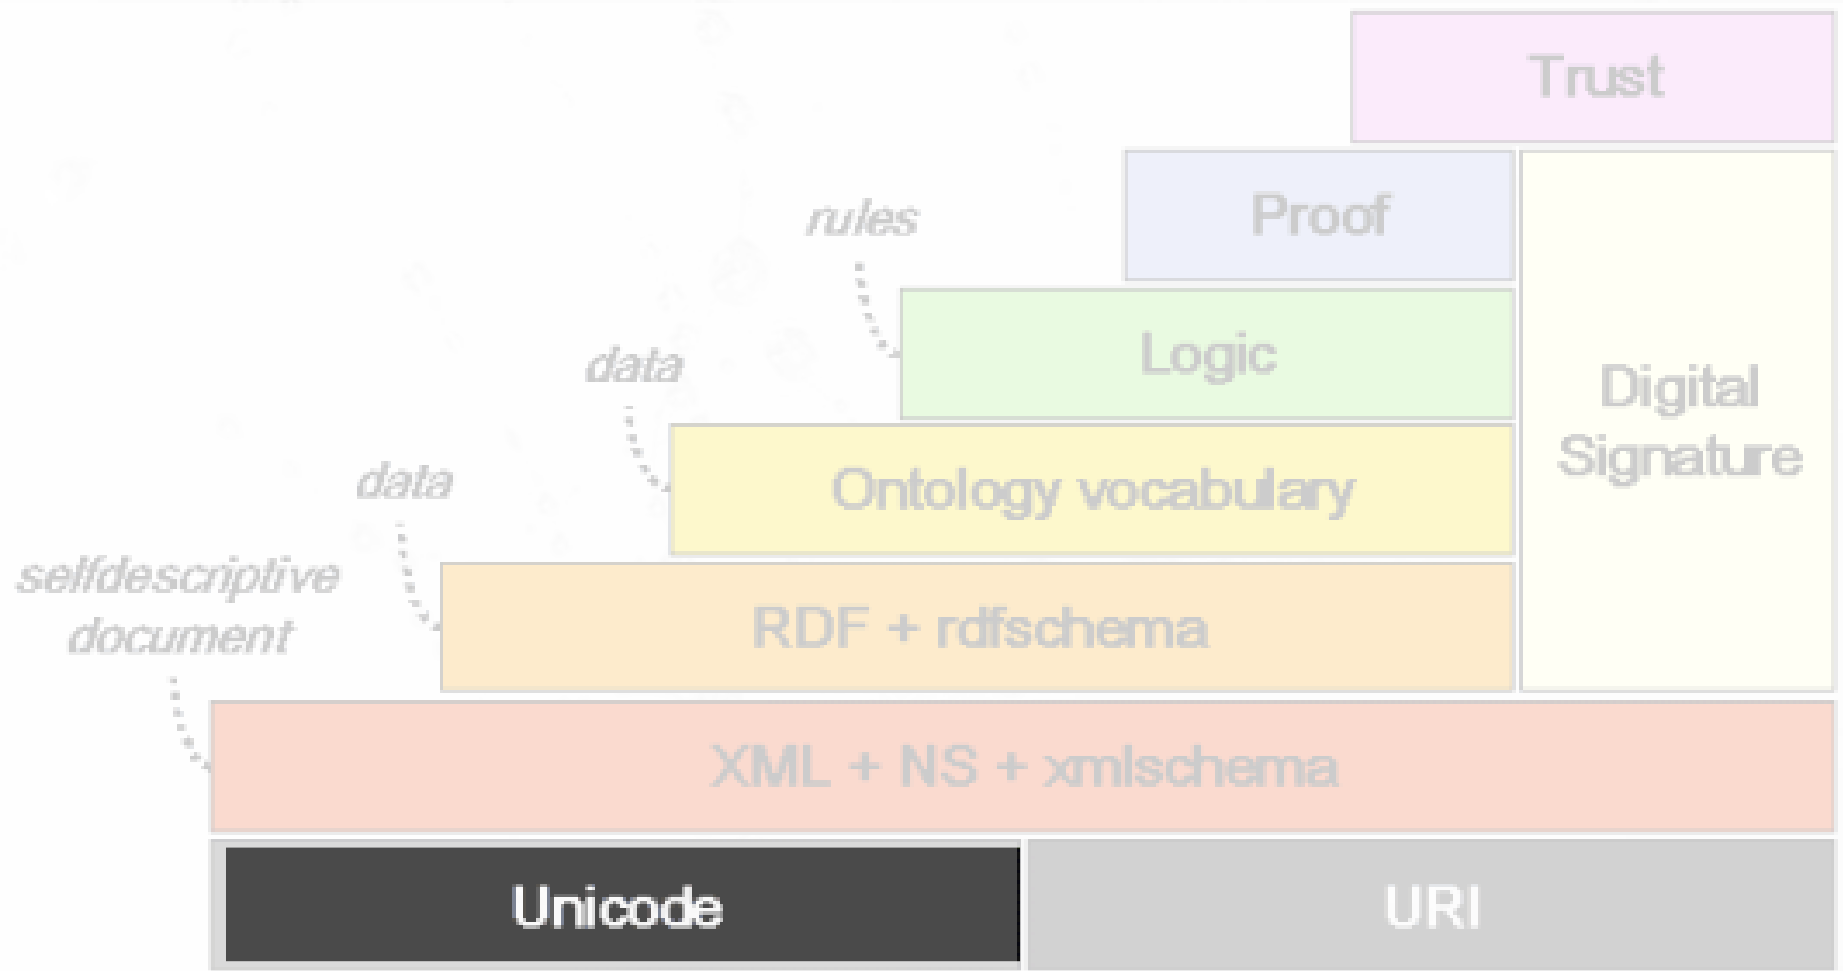 Trust
Proof
rules
Logic
data
Digital
Signature
Ontology vocabulary
data
selfdescriptive
document
RDF + rdfschema
XML + NS + xmlschema
Unicode
URI